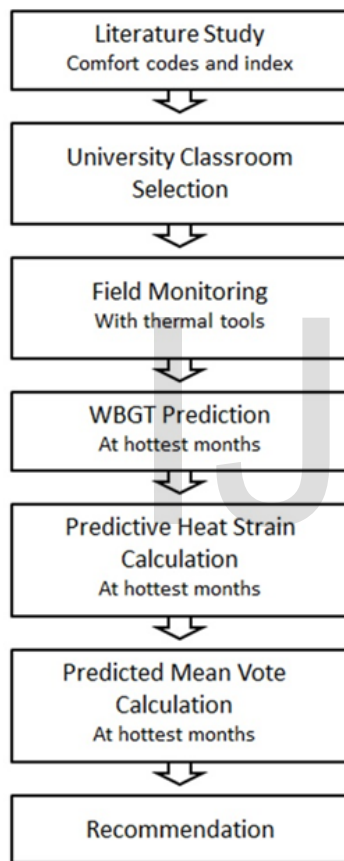 Literature Study
Comfort codes and index
University Classroom
Selection
Field Monitoring
With thermal tools
IJ
WBGT Prediction
At hottest months
Predictive Heat Strain
Calculation
At hottest months
Predicted Mean Vote
Calculation
At hottest months
Recommendation